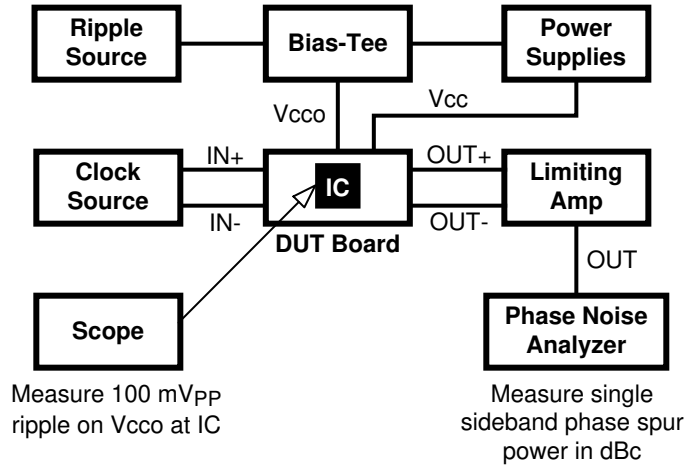 Ripple
Source
Bias-Tee
Power
Supplies
Vcco
Vcc
Clock
Source
IN+
IN-
IC
DUT Board
OUT+
OUT-
Limiting
Amp
OUT
Scope
Phase Noise
Analyzer
Measure 100 mVPP
ripple on Vcco at IC
Measure single
sideband phase spur
power in dBc